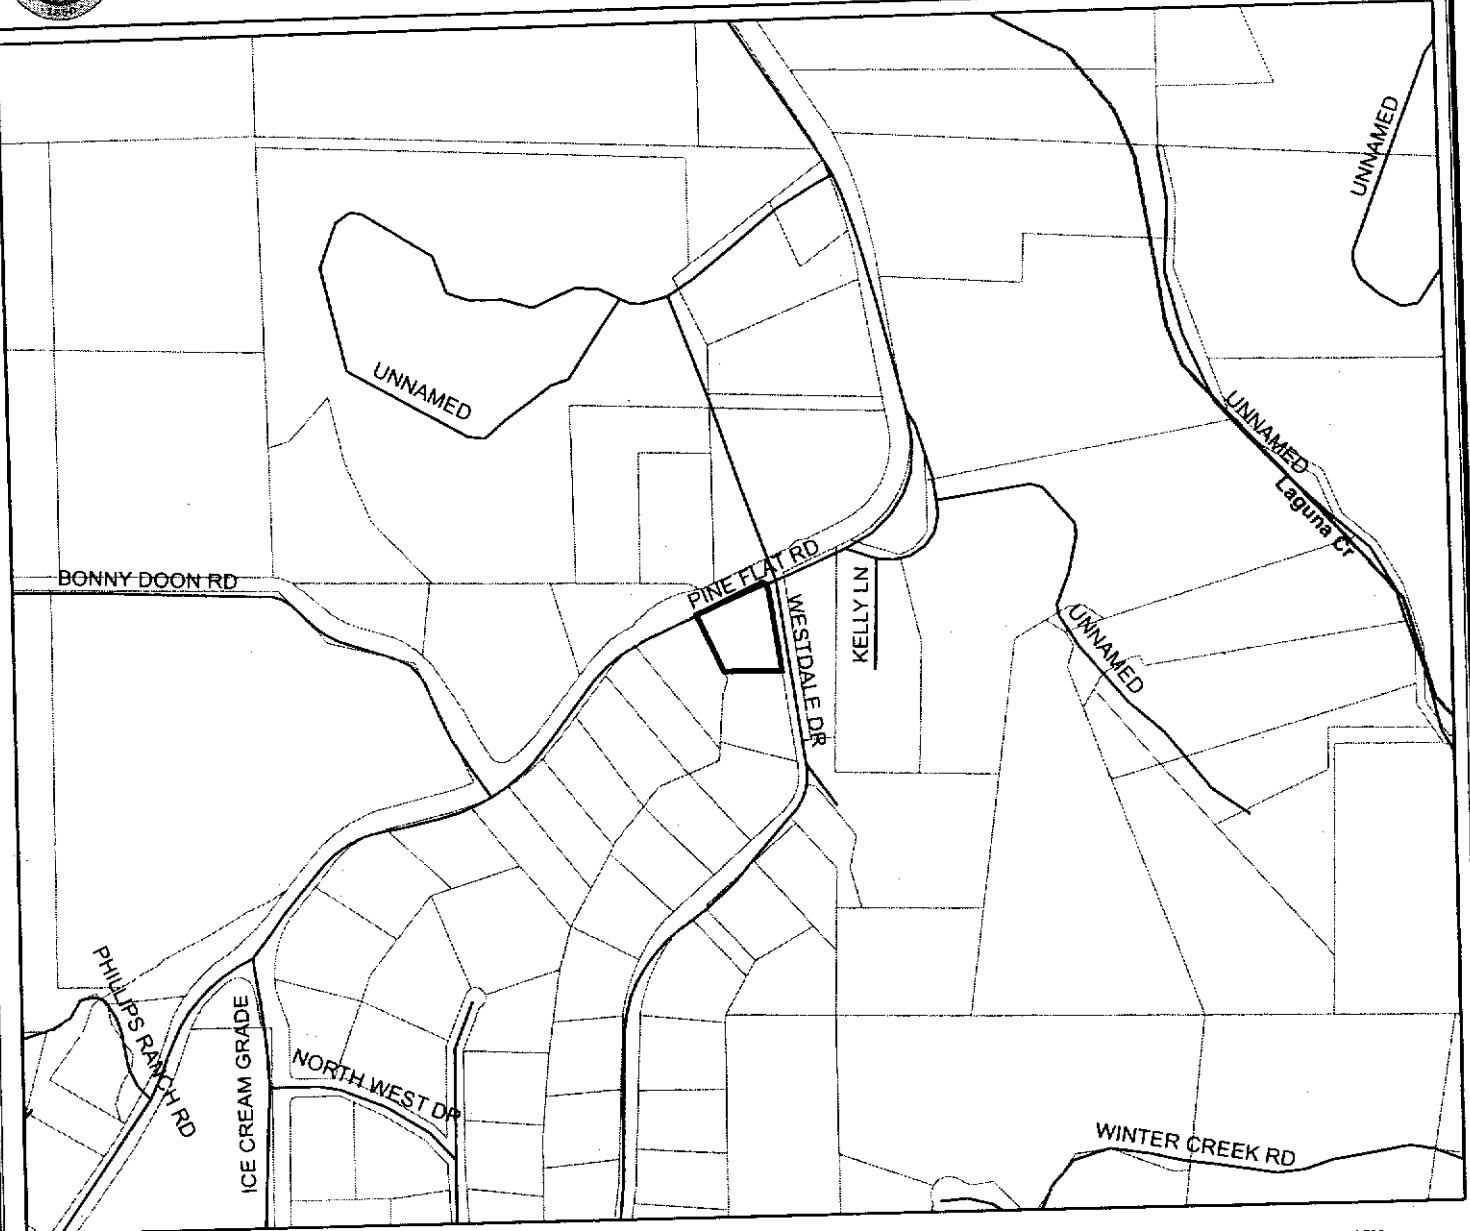 UNNAMED
UNNAMED
UNNAMED
Laguna Cr
BONNY DOON RD
PINE FLAT RD
WESTDALE DR
KELLY LN
UNNAMED
PHILLIPS RANCH RD
ICE CREAM GRADE
NORTH WEST DR
WINTER CREEK RD